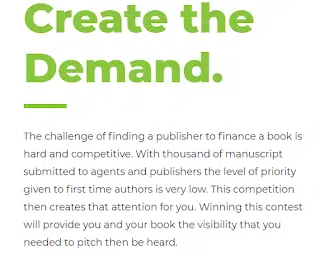 Create the
Demand.
The challenge of finding a publisher to finance a book is
hard and competitive. With thousand of manuscript
submitted to agents and publishers the level of priority
given to first time authors is very low. This competition
then creates that attention for you. Winning this contest
will provide you and your book the visibility that you
needed to pitch then be heard.